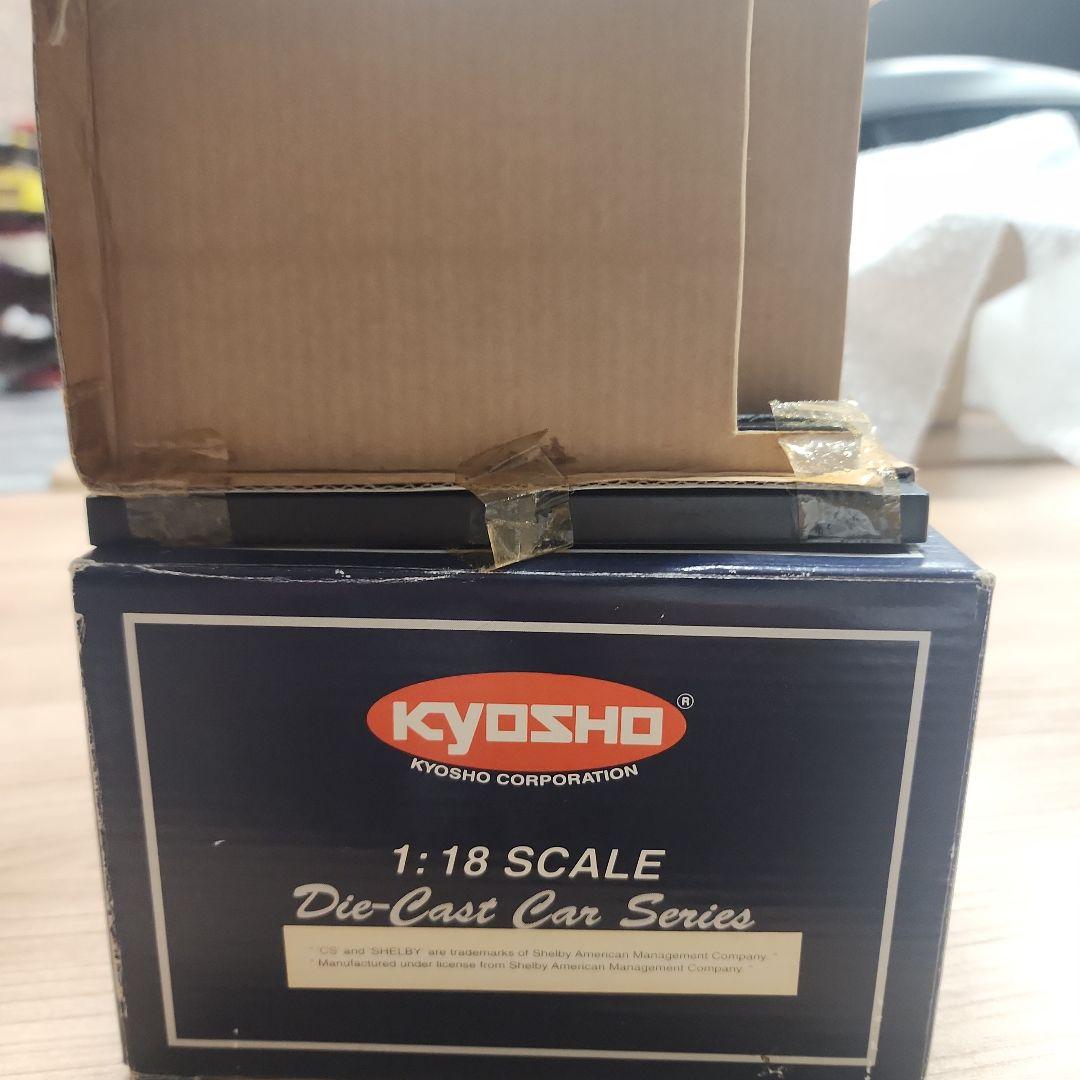 KYOSHO®
KYOSHO CORPORATION
1:18 SCALE
Die-Cast Car Series
" 'CS' and 'SHELBY' are trademarks of Shelby American Management Company. "
" Manufactured under license from Shelby American Management Company. "